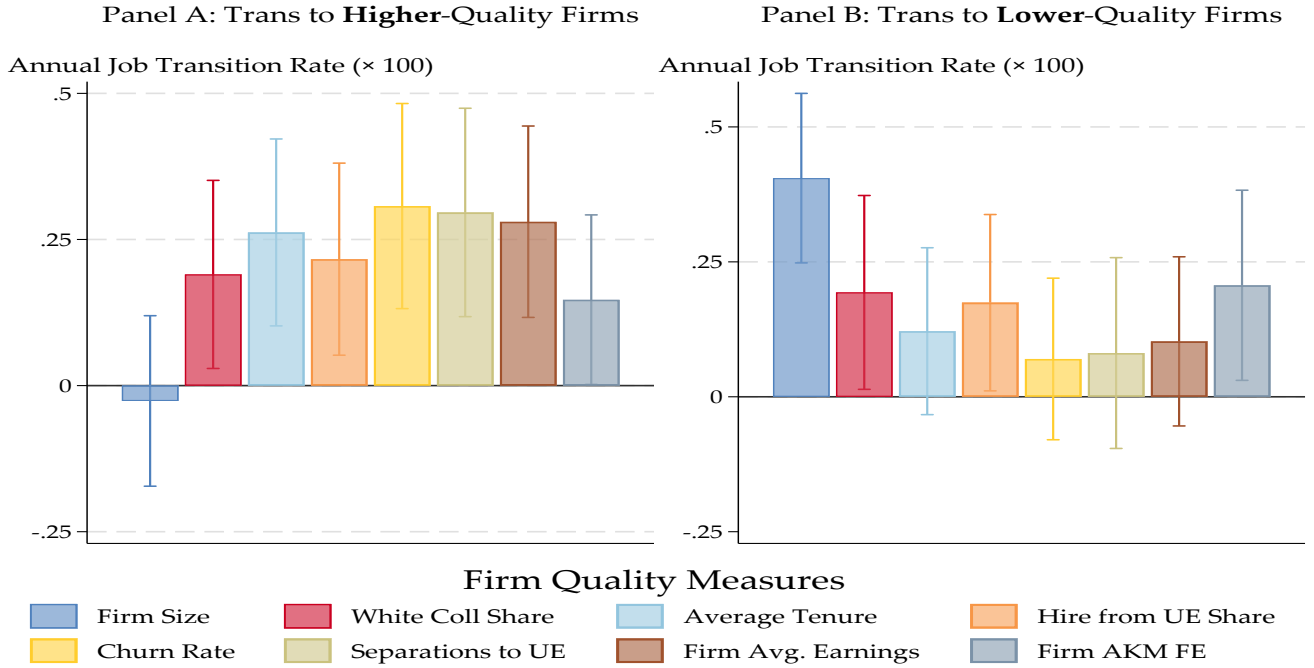 Panel A: Trans to Higher-Quality Firms
Annual Job Transition Rate (× 100)
.5
.25
0
-.25
Panel B: Trans to Lower-Quality Firms
Annual Job Transition Rate (× 100)
.5
.25
0
-.25
Firm Quality Measures
Firm Size
White Coll Share
Average Tenure
Hire from UE Share
Churn Rate
Separations to UE
Firm Avg. Earnings
Firm AKM FE